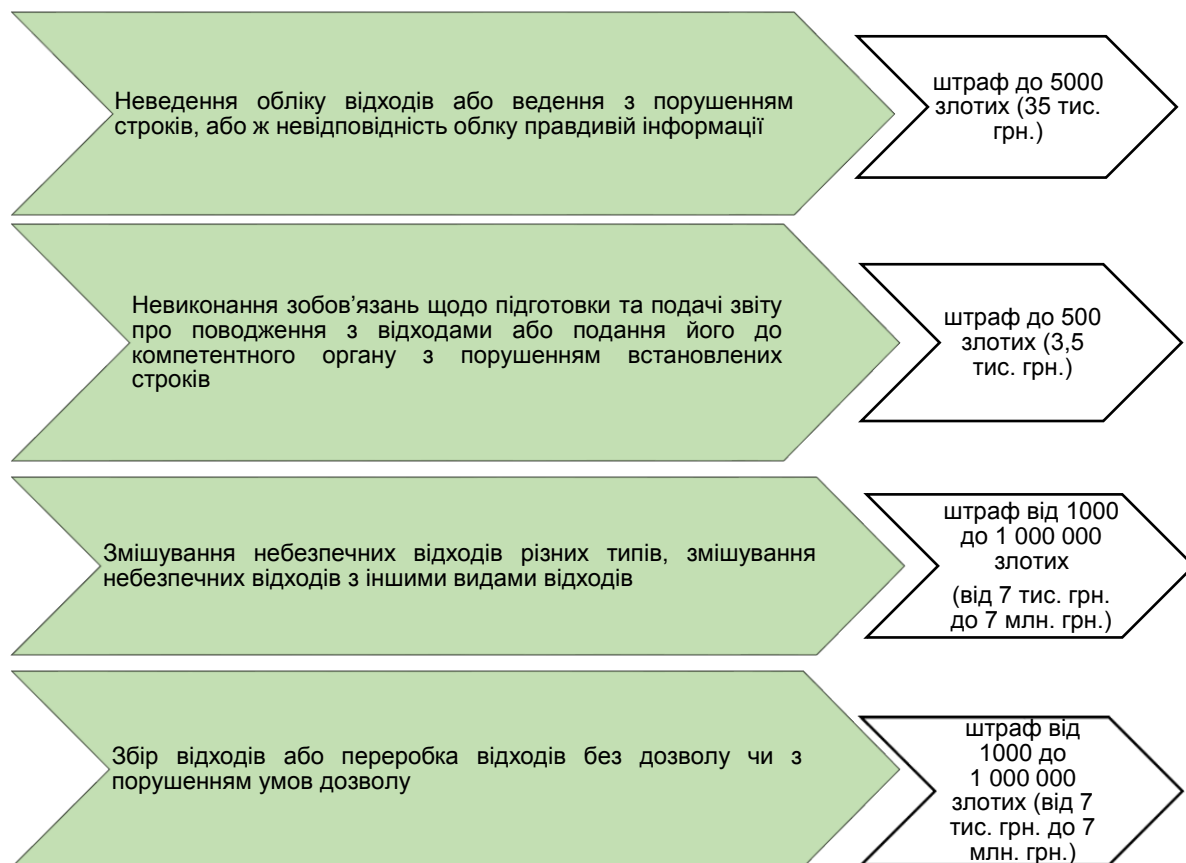 Неведення обліку відходів або ведення з порушенням
строків, або ж невідповідність облку правдивій інформації
штраф до 5000
злотих (35 тис.
грн.)
Невиконання зобов’язань щодо підготовки та подачі звіту
про поводження з відходами або подання його до
компетентного органу з порушенням встановлених
строків
штраф до 500
злотих (3,5
тис. грн.)
Змішування небезпечних відходів різних типів, змішування
небезпечних відходів з іншими видами відходів
штраф від 1000
до 1 000 000
злотих
(від 7 тис. грн.
до 7 млн. грн.)
Збір відходів або переробка відходів без дозволу чи з
порушенням умов дозволу
штраф від
1000 до
1 000 000
злотих (від 7
тис. грн. до 7
млн. грн.)